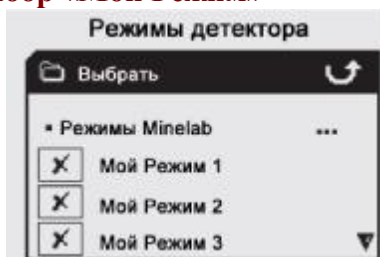 Режимы детектора
Выбрать
▪ Режимы Minelab ...
Мой Режим 1
Мой Режим 2
Мой Режим 3